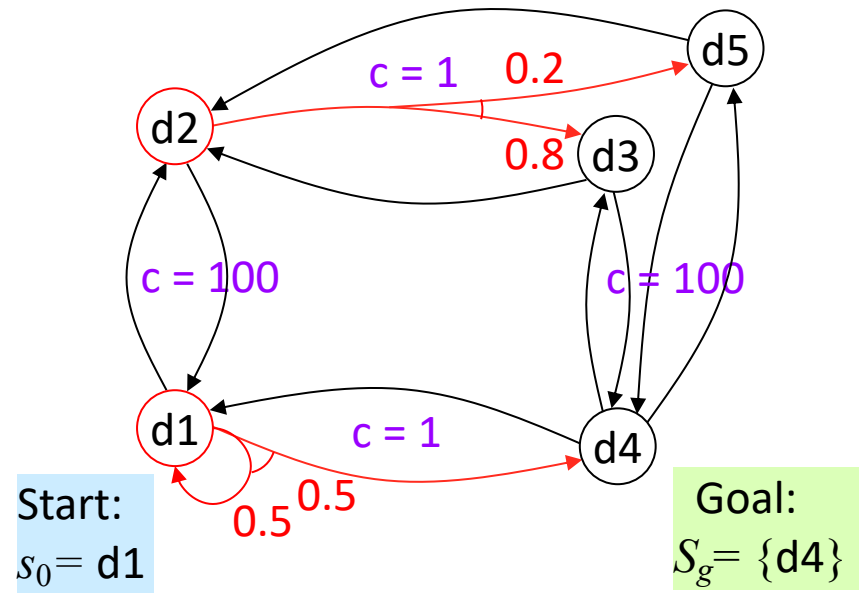 d5
c = 1
0.2
d2
0.8
d3
c = 100
c = 100
d1
c = 1
d4
0.5
0.5
Start:
s₀= d1
Goal:
S_g= {d4}